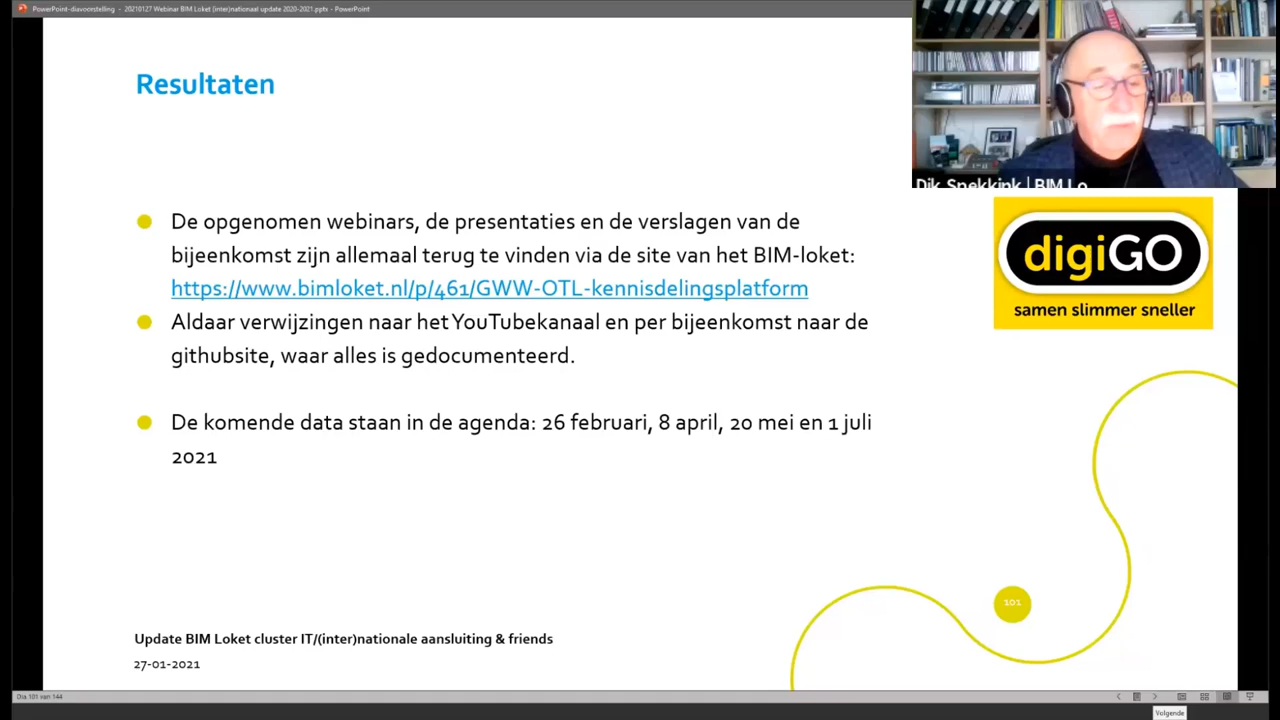 PowerPoint-diavoorstelling - 20210127 Webinar BIM Loket (inter)nationaal update 2020-2021.ppts - PowerPoint
Resultaten
De opgenomen webinars, de presentaties en de verslagen van de
bijeenkomst zijn allemaal terug te vinden via de site van het BIM-loket:
https://www.bimloket.nl/p/461/GWW-OTL-kennisdelingsplatform
Aldaar verwijzingen naar het YouTubekanaal en per bijeenkomst naar de
githubsite, waar alles is gedocumenteerd.
De komende data staan in de agenda: 26 februari, 8 april, 20 mei en 1 juli
2021
Dik Spekkink | BIM Lo
digiGO
samen slimmer sneller
101
Update BIM Loket cluster IT/(inter)nationale aansluiting & friends
27-01-2021
Dia 101 van 144
Volgende